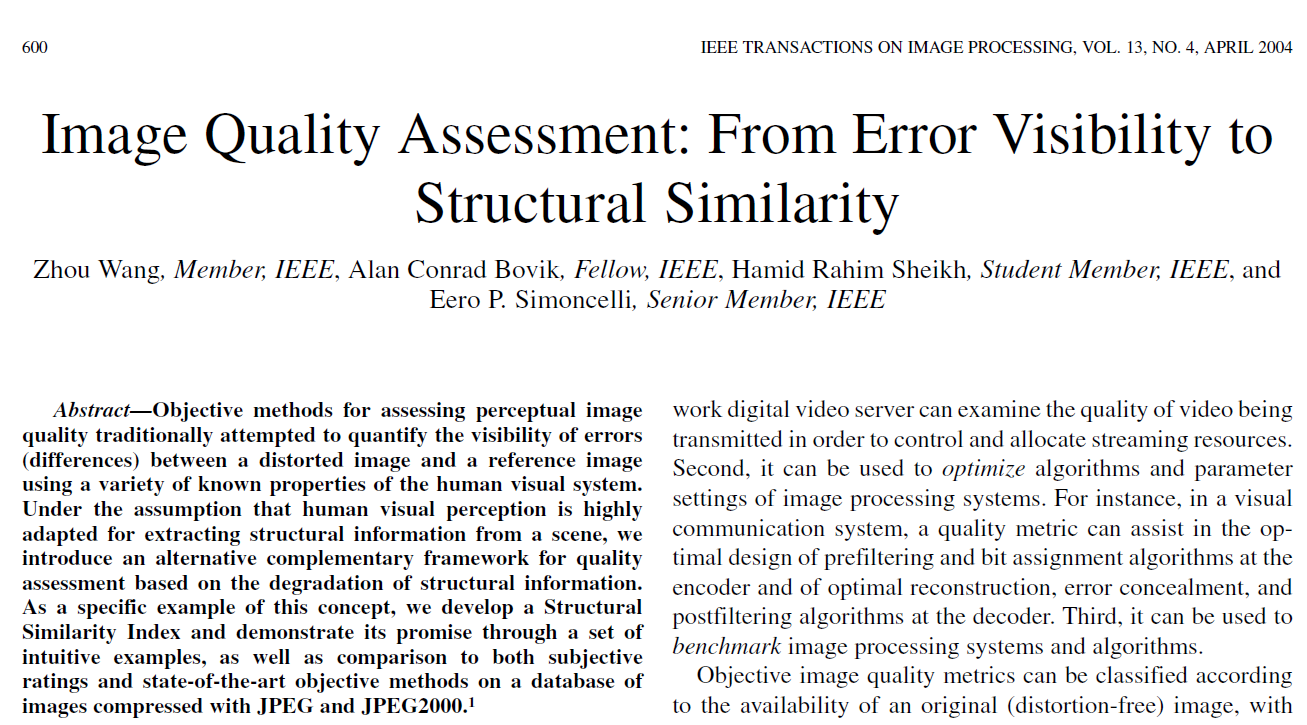 600
IEEE TRANSACTIONS ON IMAGE PROCESSING, VOL. 13, NO. 4, APRIL 2004
Image Quality Assessment: From Error Visibility to
Structural Similarity
Zhou Wang, Member, IEEE, Alan Conrad Bovik, Fellow, IEEE, Hamid Rahim Sheikh, Student Member, IEEE, and
Eero P. Simoncelli, Senior Member, IEEE
Abstract—Objective methods for assessing perceptual image
quality traditionally attempted to quantify the visibility of errors
(differences) between a distorted image and a reference image
using a variety of known properties of the human visual system.
Under the assumption that human visual perception is highly
adapted for extracting structural information from a scene, we
introduce an alternative complementary framework for quality
assessment based on the degradation of structural information.
As a specific example of this concept, we develop a Structural
Similarity Index and demonstrate its promise through a set of
intuitive examples, as well as comparison to both subjective
ratings and state-of-the-art objective methods on a database of
images compressed with JPEG and JPEG2000.¹
work digital video server can examine the quality of video being
transmitted in order to control and allocate streaming resources.
Second, it can be used to optimize algorithms and parameter
settings of image processing systems. For instance, in a visual
communication system, a quality metric can assist in the op-
timal design of prefiltering and bit assignment algorithms at the
encoder and of optimal reconstruction, error concealment, and
postfiltering algorithms at the decoder. Third, it can be used to
benchmark image processing systems and algorithms.
Objective image quality metrics can be classified according
to the availability of an original (distortion-free) image, with